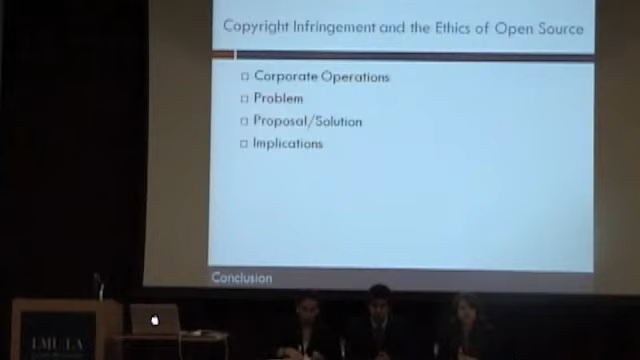 Copyright Infringement and the Ethics of Open Source
Corporate Operations
Problem
Proposal/Solution
Implications
Conclusion
LMU LA